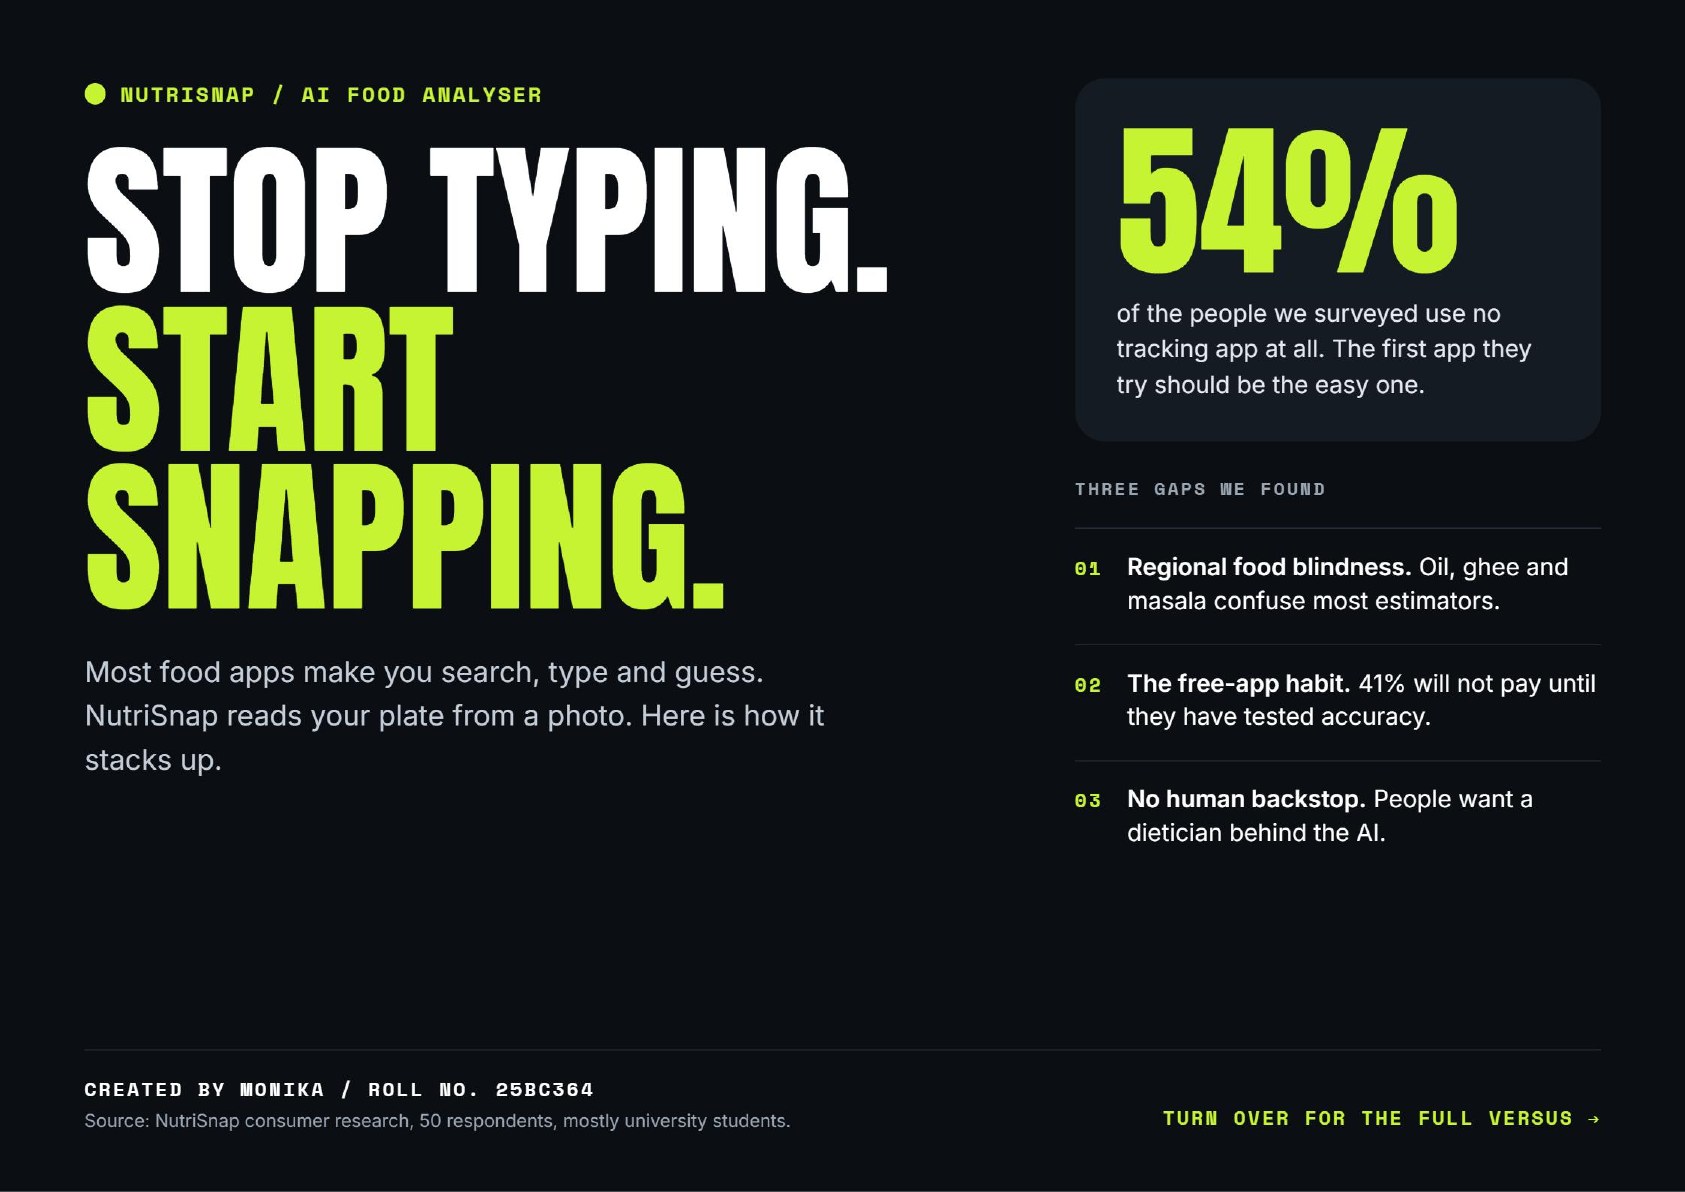 NUTRISNAP / AI FOOD ANALYSER
STOP TYPING.
START
SNAPPING.
Most food apps make you search, type and guess.
NutriSnap reads your plate from a photo. Here is how it
stacks up.
54%
of the people we surveyed use no
tracking app at all. The first app they
try should be the easy one.
THREE GAPS WE FOUND
01 Regional food blindness. Oil, ghee and
masala confuse most estimators.
02 The free-app habit. 41% will not pay until
they have tested accuracy.
03 No human backstop. People want a
dietician behind the AI.
CREATED BY MONIKA / ROLL NO. 25BC364
Source: NutriSnap consumer research, 50 respondents, mostly university students.
TURN OVER FOR THE FULL VERSUS →